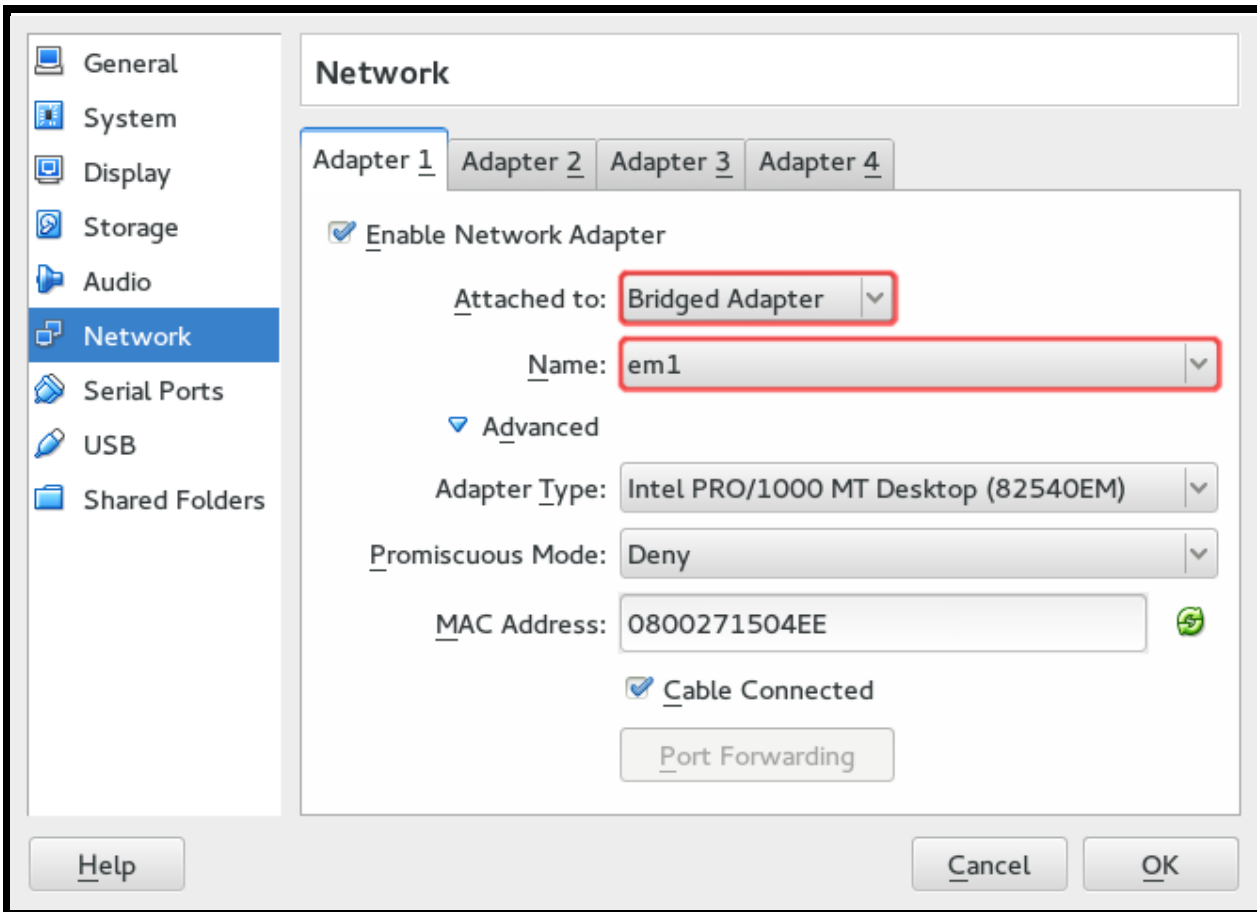 General
System
Display
Storage
Audio
Network
Serial Ports
USB
Shared Folders
Network
Adapter 1 Adapter 2 Adapter 3 Adapter 4
Enable Network Adapter
Attached to: Bridged Adapter
Name: em1
Advanced
Adapter Type: Intel PRO/1000 MT Desktop (82540EM)
Promiscuous Mode: Deny
MAC Address: 0800271504EE
Cable Connected
Port Forwarding
Help Cancel OK